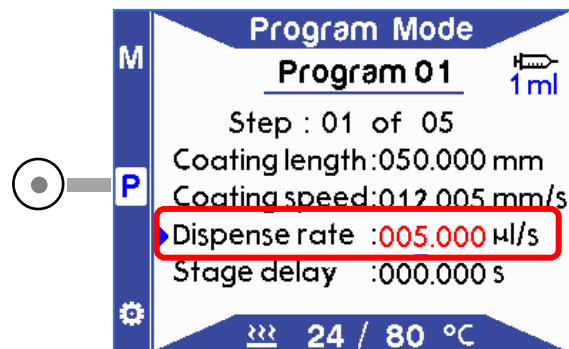 Program Mode
M
Program 01
1 ml
Step : 01 of 05
Coating length :050.000 mm
P
Coating speed:012.005 mm/s
Dispense rate :005.000 µl/s
Stage delay :000.000 s
24 / 80 °C